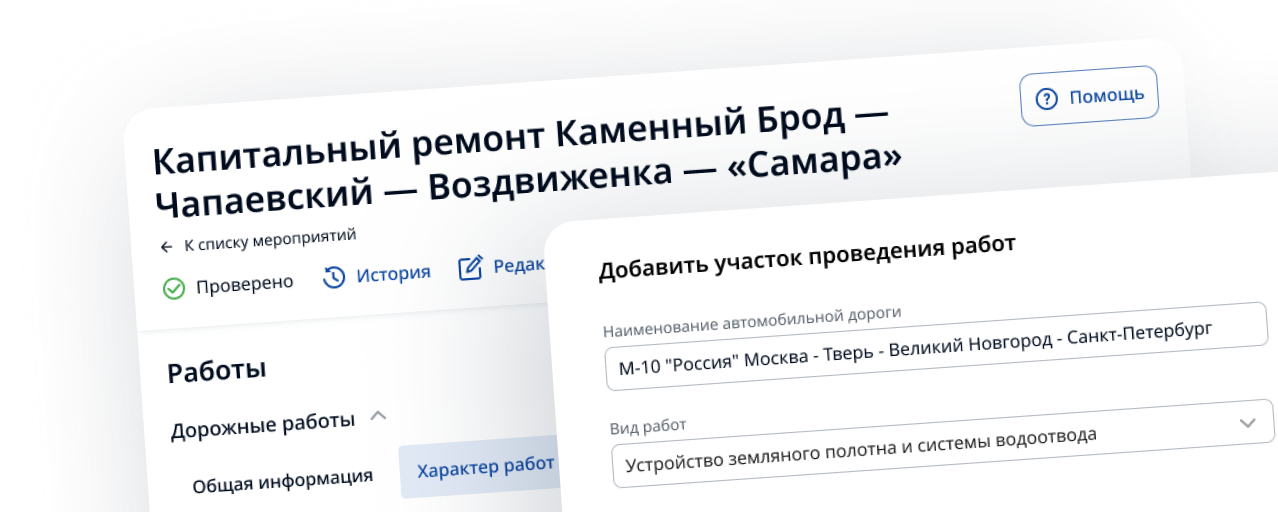 Капитальный ремонт Каменный Брод —
Чапаевский — Воздвиженка — «Самара»
Помощь
К списку мероприятий
Проверено
История
Редак
Работы
Дорожные работы
Общая информация
Характер работ
Добавить участок проведения работ
Наименование автомобильной дороги
М-10 "Россия" Москва - Тверь - Великий Новгород - Санкт-Петербург
Вид работ
Устройство земляного полотна и системы водоотвода